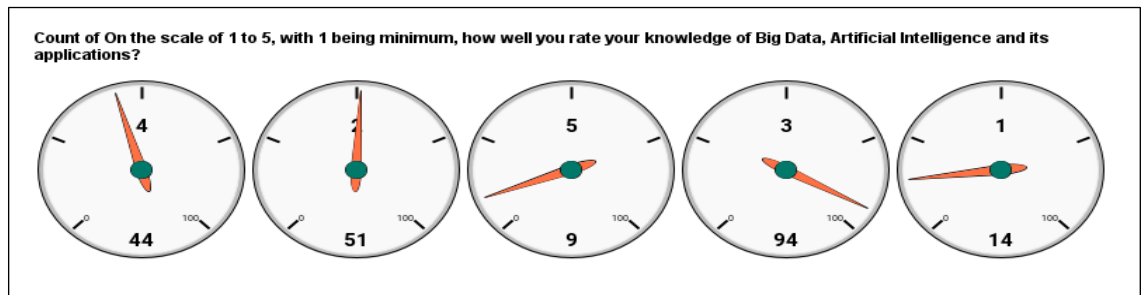 Count of On the scale of 1 to 5, with 1 being minimum, how well you rate your knowledge of Big Data, Artificial Intelligence and its
applications?
4 2 5 3 1
0 100 0 100 0 100 0 100 0 100
44 51 9 94 14